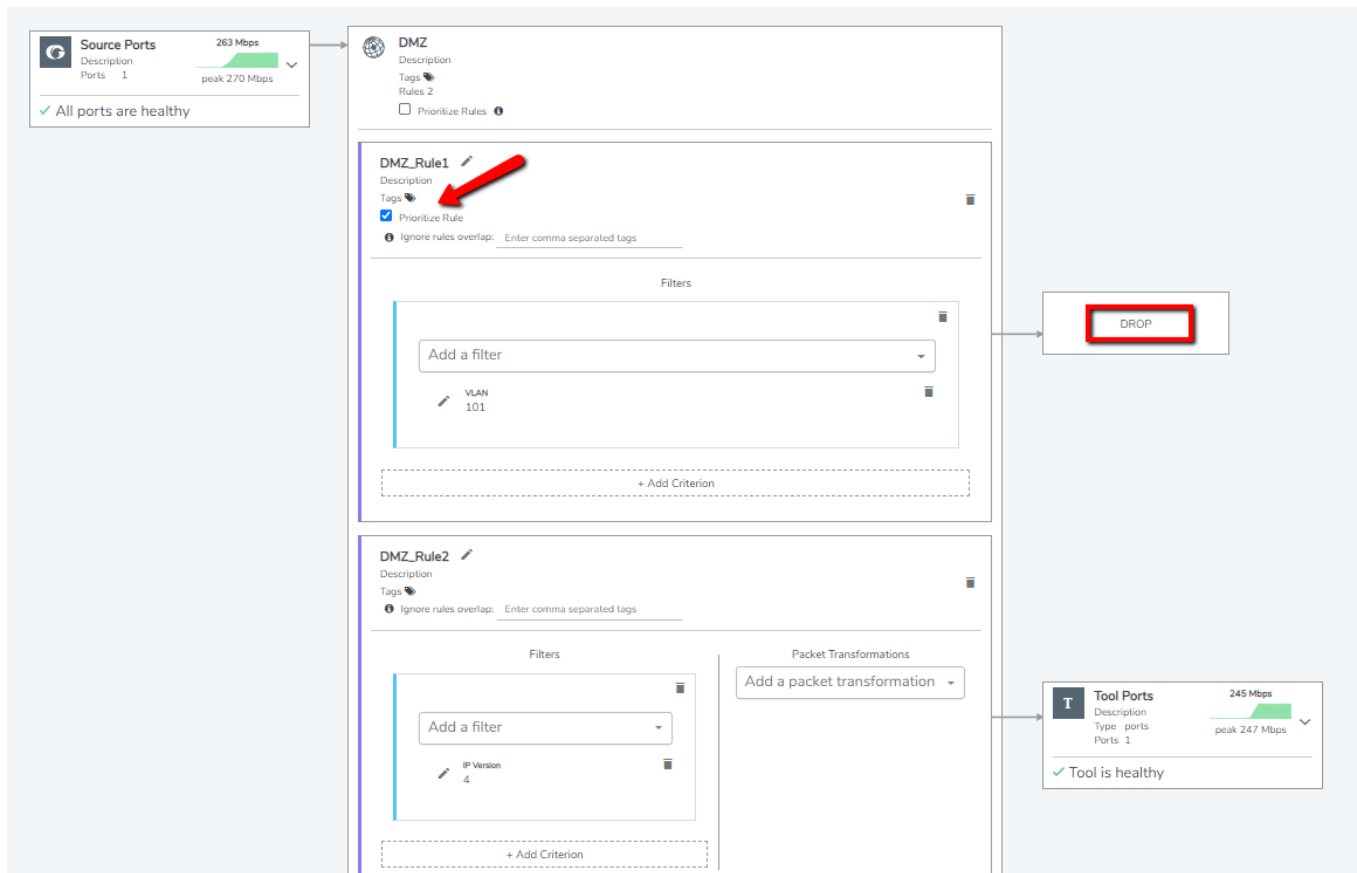 Source Ports
263 Mbps
Description
Ports 1
peak 270 Mbps
All ports are healthy
DMZ
Description
Tags
Rules 2
Prioritize Rules
DMZ_Rule1
Description
Tags
Prioritize Rule
Ignore rules overlap: Enter comma separated tags
Filters
Add a filter
VLAN
101
+ Add Criterion
DROP
DMZ_Rule2
Description
Tags
Ignore rules overlap: Enter comma separated tags
Filters
Add a filter
IP Version
4
+ Add Criterion
Packet Transformations
Add a packet transformation
T
Tool Ports
245 Mbps
Description
Type ports
Ports 1
peak 247 Mbps
Tool is healthy